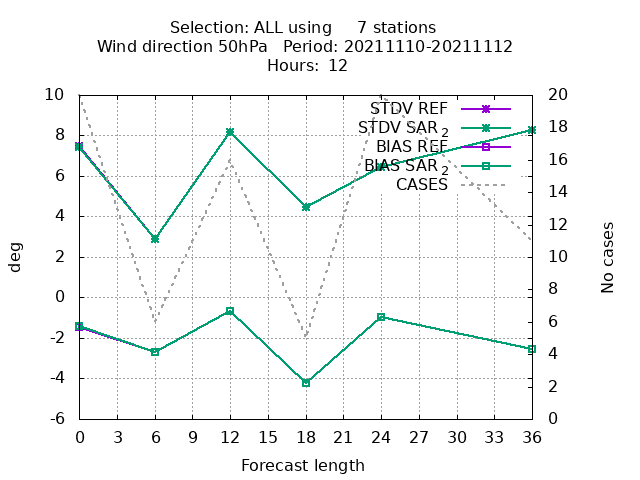 Selection: ALL using 7 stations
Wind direction 50hPa Period: 20211110-20211112
Hours: 12
STDV REF
STDV SAR 2
BIAS REF
BIAS SAR 2
CASES
10
8
6
4
2
0
-2
-4
-6
deg
20
18
16
14
12
10
8
6
4
2
0
No cases
0 3 6 9 12 15 18 21 24 27 30 33 36
Forecast length